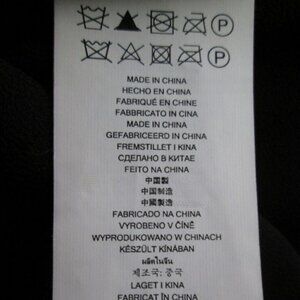 MADE IN CHINA
HECHO EN CHINA
FABRIQUÉ EN CHINE
FABBRICATO IN CINA
MADE IN CHINA
GEFABRICEERD IN CHINA
FREMSTILLET I KINA
СДЕЛАНО В КИТАЕ
FEITO NA CHINA
中国製
中国制造
中國製造
FABRICADO NA CHINA
VYROBENO V ČÍNĚ
WYPRODUKOWANO W CHINACH
KÉSZÜLT KÍNÁBAN
ผลิตในจีน
제조국: 중국
LAGET I KINA
FABRICAT ÎN CHINA